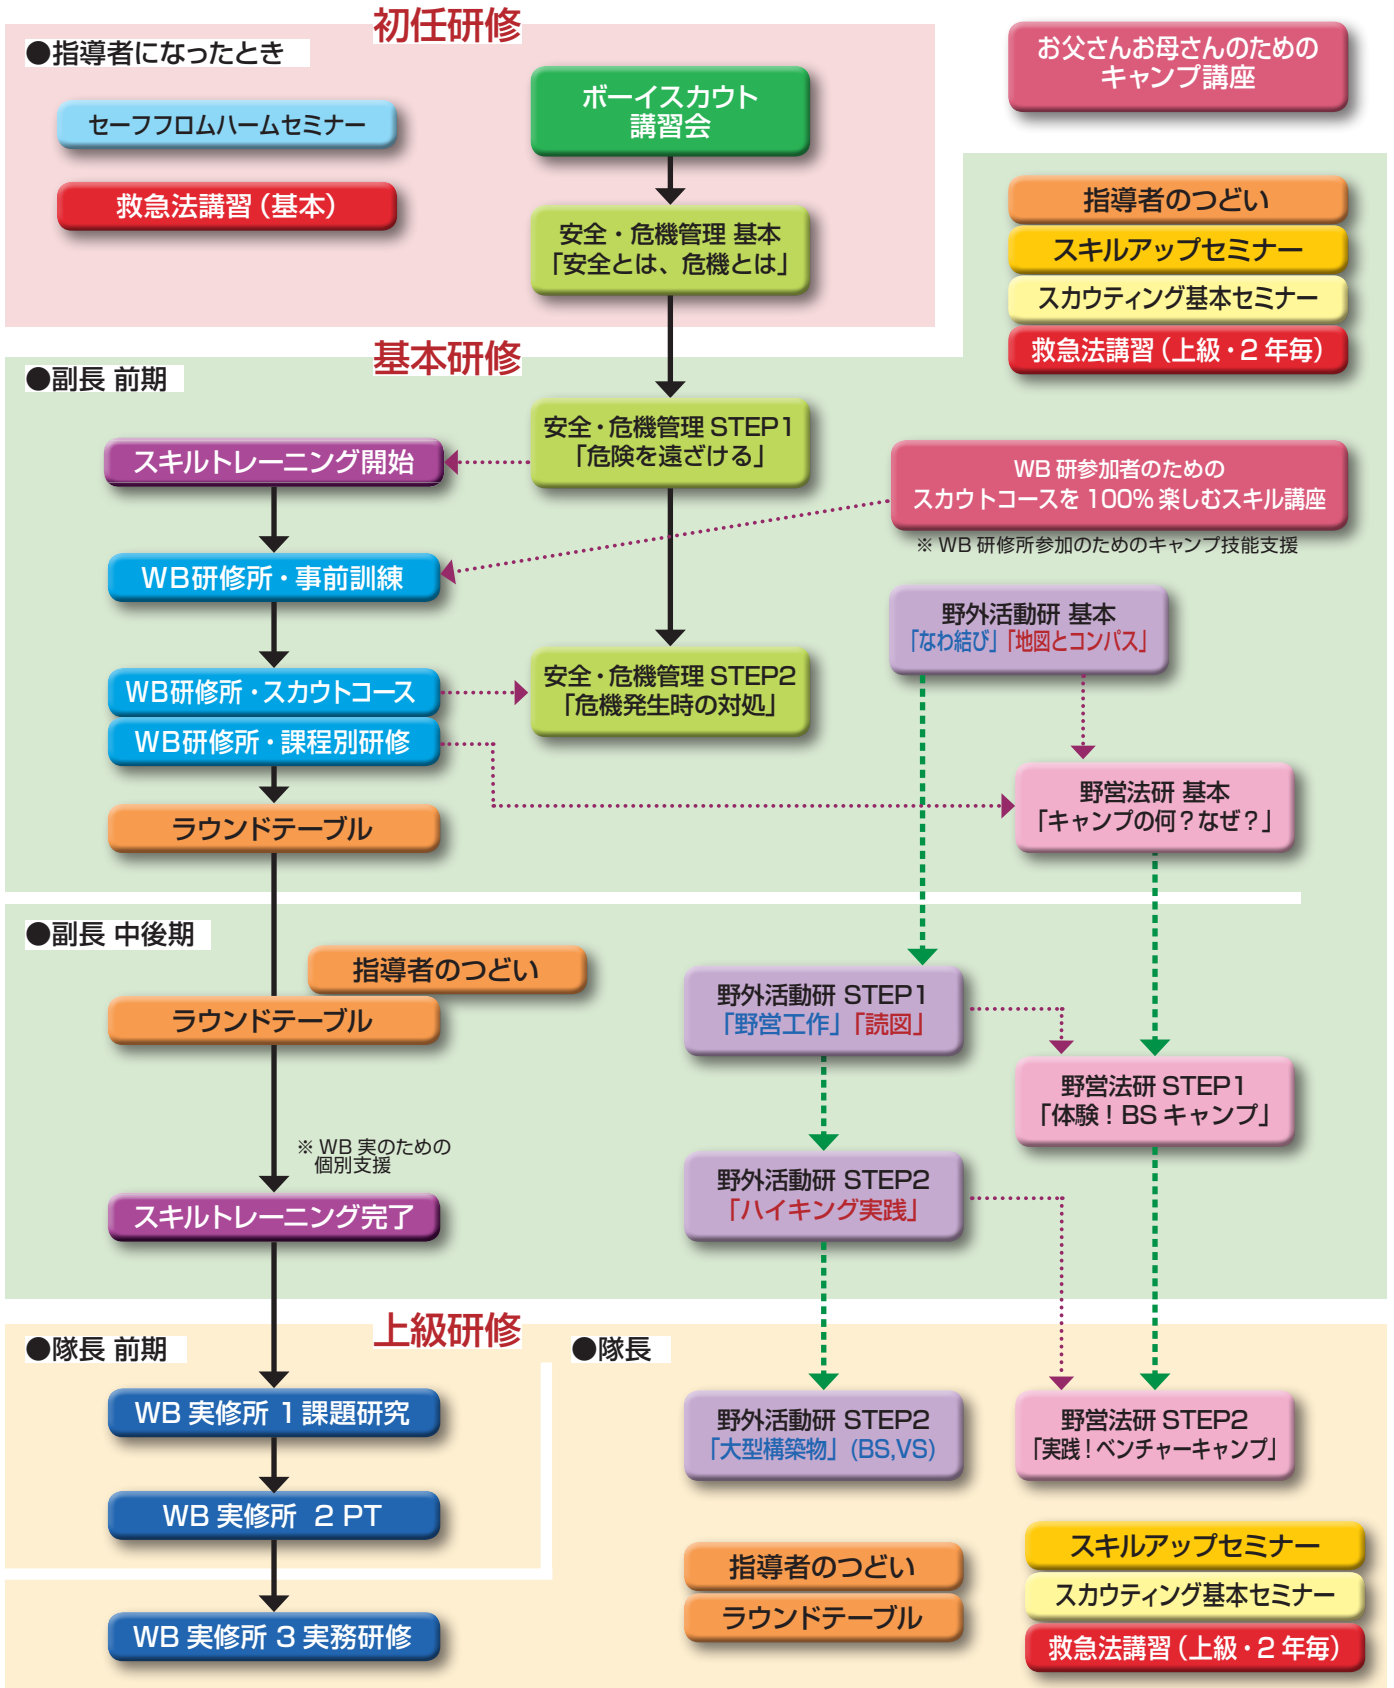 初任研修
●指導者になったとき
セーフフロムハームセミナー
救急法講習（基本）
ボーイスカウト
講習会
安全・危機管理 基本
「安全とは、危機とは」
お父さんお母さんのための
キャンプ講座
指導者のつどい
スキルアップセミナー
スカウティング基本セミナー
救急法講習（上級・2 年毎）
基本研修
●副長 前期
スキルトレーニング開始
安全・危機管理 STEP1
「危険を遠ざける」
WB 研参加者のための
スカウトコースを 100% 楽しむスキル講座
※ WB 研修所参加のためのキャンプ技能支援
WB研修所・事前訓練
野外活動研 基本
「なわ結び」「地図とコンパス」
WB研修所・スカウトコース
WB研修所・課程別研修
安全・危機管理 STEP2
「危機発生時の対処」
野営法研 基本
「キャンプの何？なぜ？」
ラウンドテーブル
●副長 中後期
指導者のつどい
ラウンドテーブル
野外活動研 STEP1
「野営工作」「読図」
野営法研 STEP1
「体験！BS キャンプ」
※ WB 実のための
個別支援
スキルトレーニング完了
野外活動研 STEP2
「ハイキング実践」
上級研修
●隊長 前期
WB 実修所 1 課題研究
WB 実修所 2 PT
WB 実修所 3 実務研修
●隊長
野外活動研 STEP2
「大型構築物」(BS,VS)
野営法研 STEP2
「実践！ベンチャーキャンプ」
指導者のつどい
ラウンドテーブル
スキルアップセミナー
スカウティング基本セミナー
救急法講習（上級・2 年毎）